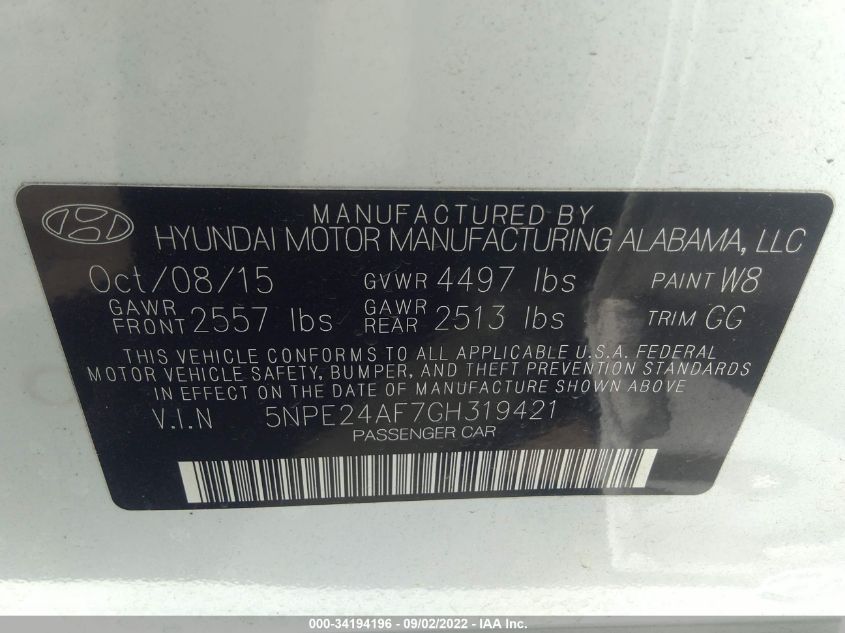 MANUFACTURED BY
HYUNDAI MOTOR MANUFACTURING ALABAMA, LLC
Oct/08/15 GVWR 4497 lbs PAINT W8
GAWR FRONT 2557 lbs GAWR REAR 2513 lbs TRIM GG
THIS VEHICLE CONFORMS TO ALL APPLICABLE U.S.A. FEDERAL
MOTOR VEHICLE SAFETY, BUMPER, AND THEFT PREVENTION STANDARDS
IN EFFECT ON THE DATE OF MANUFACTURE SHOWN ABOVE
V.I.N 5NPE24AF7GH319421
PASSENGER CAR
000-34194196 - 09/02/2022 - IAA Inc.